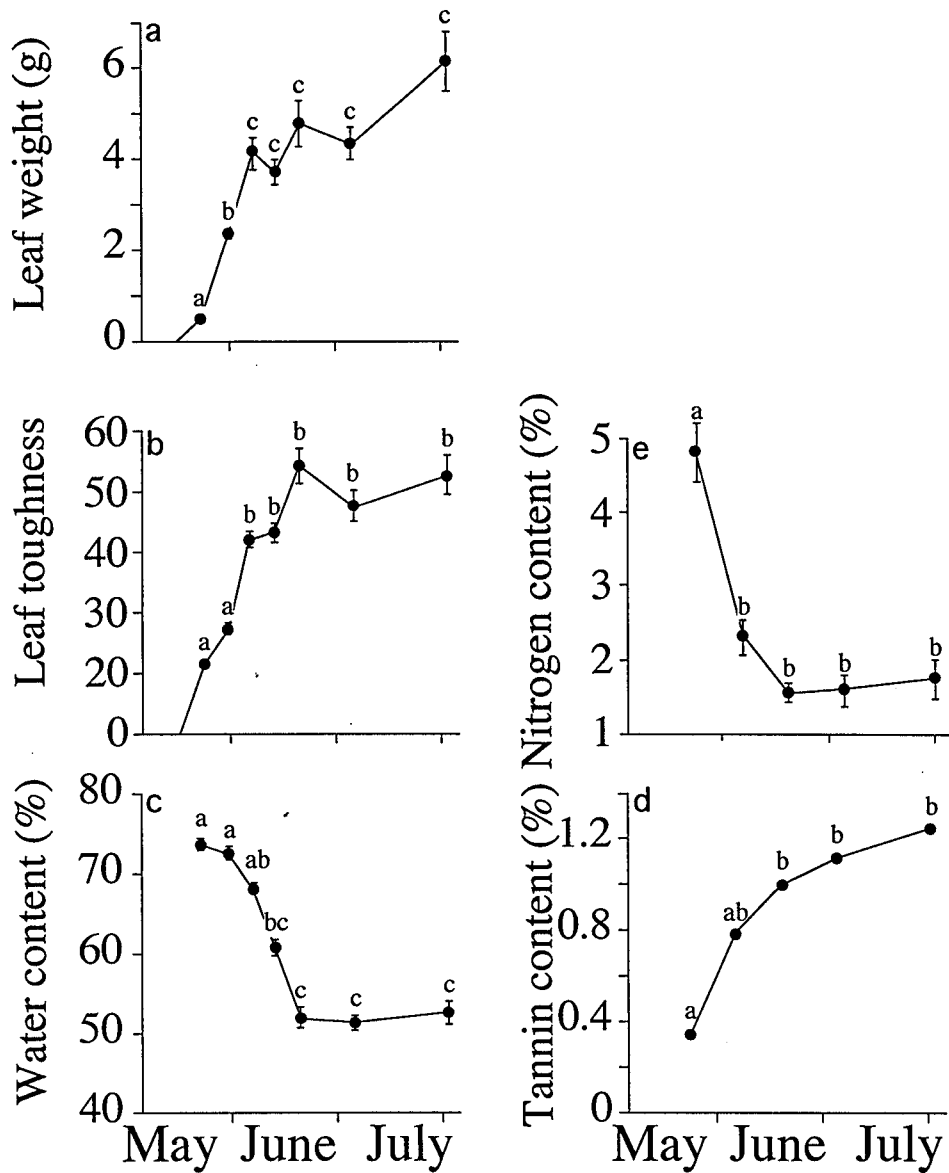 a
Leaf weight (g)
6
4
2
0
a
b
c
c
c
c
c
b
Leaf toughness
60
50
40
30
20
0
a
a
b
b
b
b
b
c
Water content (%)
80
70
60
50
40
a
a
ab
bc
c
c
c
May June July
e
Nitrogen content (%)
5
4
3
2
1
a
b
b
b
b
d
Tannin content (%)
1.2
0.8
0.4
0
a
ab
b
b
b
May June July